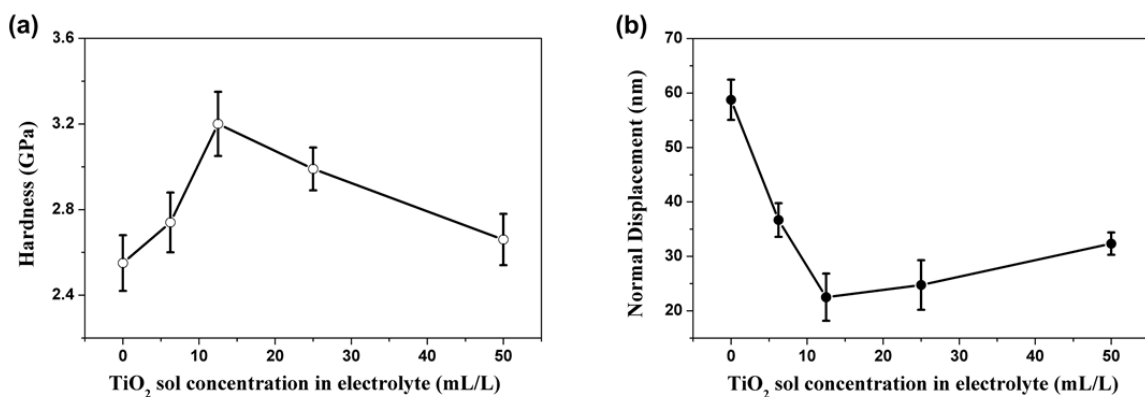 (a)
3.6
3.2
2.8
2.4
Hardness (GPa)
0 10 20 30 40 50
TiO₂ sol concentration in electrolyte (mL/L)
(b)
70
60
50
40
30
20
Normal Displacement (nm)
0 10 20 30 40 50
TiO₂ sol concentration in electrolyte (mL/L)